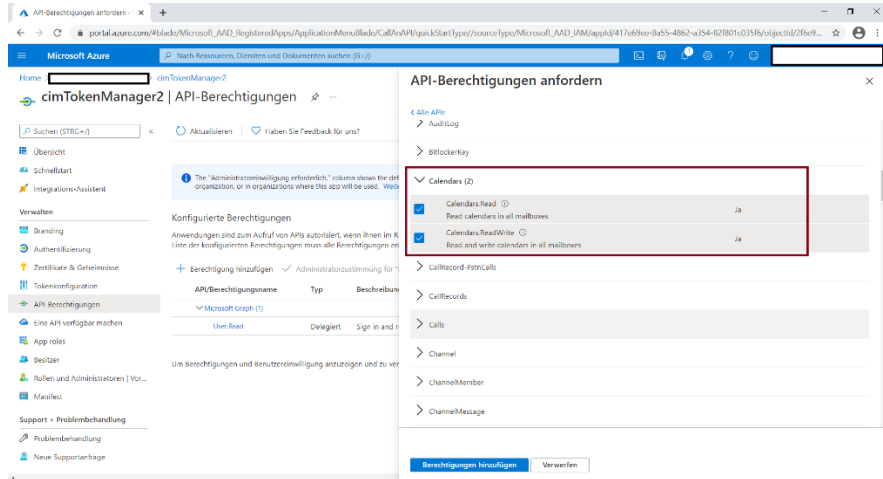 API-Berechtigungen anfordern -
portal.azure.com/#blade/Microsoft_AAD_RegisteredApps/ApplicationMenuBlade/CallAnAPI/quickStartType//sourceType/Microsoft_AAD_IAM/appId/417e69ee-8a55-4862-a354-82f801c035f6/objectId/2f6e9...
Microsoft Azure
Nach Ressourcen, Diensten und Dokumenten suchen (G+/)
Home >
cimTokenManager2
cimTokenManager2 | API-Berechtigungen
Suchen (STRG+/)
Übersicht
Schnellstart
Integrations-Assistent
Verwalten
Branding
Authentifizierung
Zertifikate & Geheimnisse
Tokenkonfiguration
API-Berechtigungen
Eine API verfügbar machen
App roles
Besitzer
Rollen und Administratoren | Vor...
Manifest
Support + Problembehandlung
Problembehandlung
Neue Supportanfrage
Aktualisieren
Haben Sie Feedback für uns?
The "Administratoreinwilligung erforderlich." column shows the def
organization, or in organizations where this app will be used.
Konfigurierte Berechtigungen
Anwendungen sind zum Aufruf von APIs autorisiert, wenn ihnen im R
Liste der konfigurierten Berechtigungen muss alle Berechtigungen en
Berechtigung hinzufügen
Administratorzustimmung für "
API/Berechtigungsname Typ Beschreibun
Microsoft Graph (1)
User.Read Delegiert Sign in and r
Um Berechtigungen und Benutzereinwilligung anzuzeigen und zu ver
API-Berechtigungen anfordern
Alle APIs
AuditLog
BitlockerKey
Calendars (2)
Calendars.Read
Read calendars in all mailboxes
Ja
Calendars.ReadWrite
Read and write calendars in all mailboxes
Ja
CallRecord-PstnCalls
CallRecords
Calls
Channel
ChannelMember
ChannelMessage
Berechtigungen hinzufügen
Verwerfen